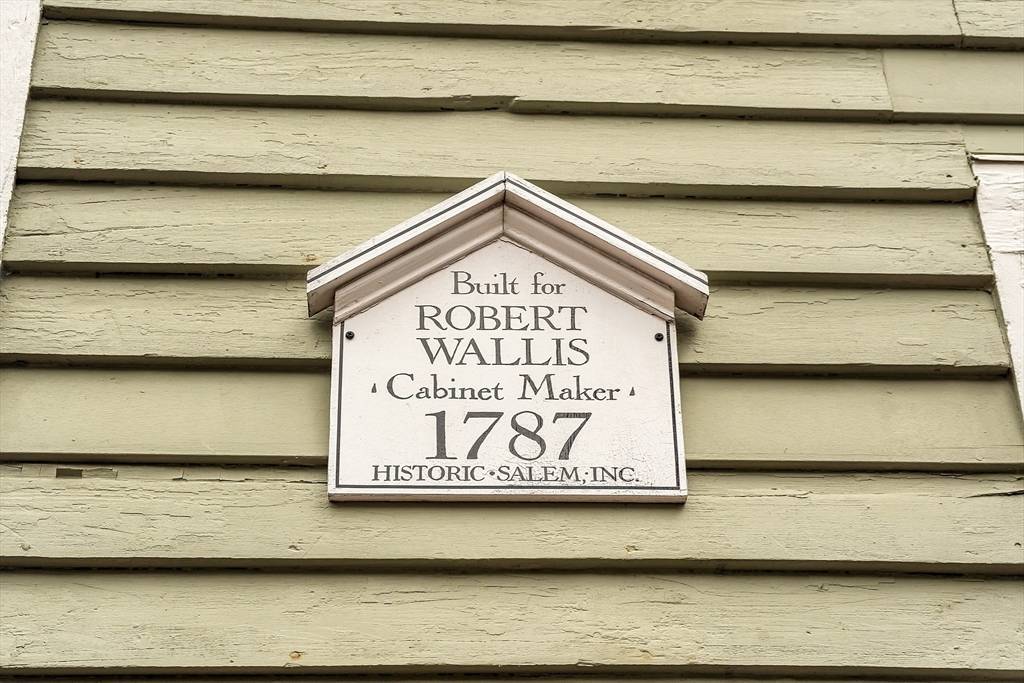 Built for
ROBERT
WALLIS
Cabinet Maker
1787
HISTORIC·SALEM, INC.